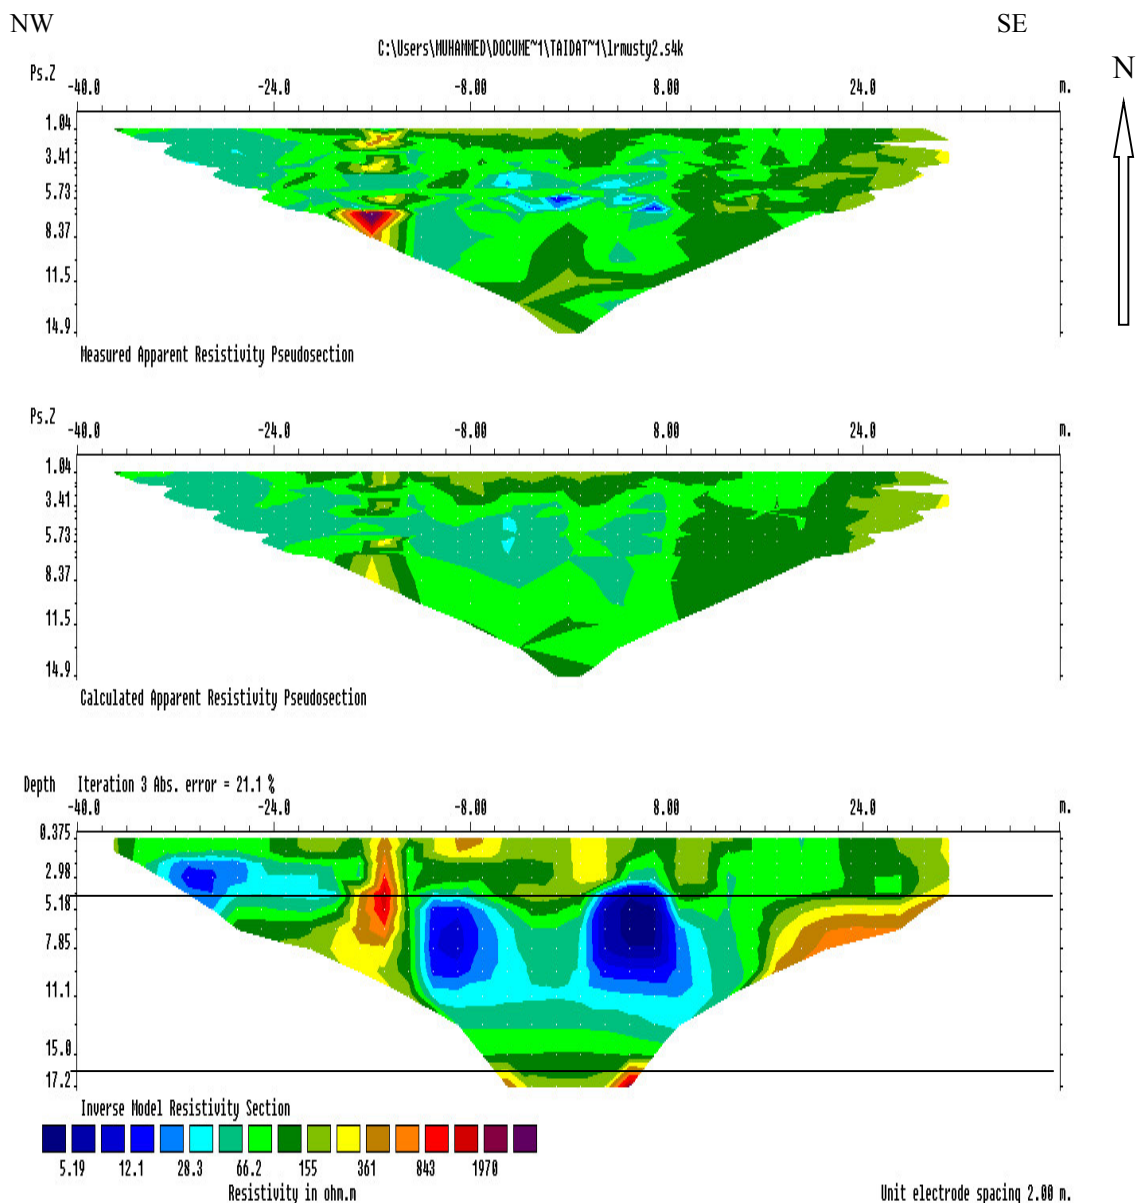 NW SE
C:\Users\MUHAMMED\DOCUME~1\TAIDAT~1\lrmusty2.s4k
N
Ps.Z -40.0 -24.0 -8.00 8.00 24.0 m.
1.04
3.41
5.73
8.37
11.5
14.9
Measured Apparent Resistivity Pseudosection
Ps.Z -40.0 -24.0 -8.00 8.00 24.0 m.
1.04
3.41
5.73
8.37
11.5
14.9
Calculated Apparent Resistivity Pseudosection
Depth Iteration 3 Abs. error = 21.1 %
-40.0 -24.0 -8.00 8.00 24.0 m.
0.375
2.98
5.18
7.85
11.1
15.0
17.2
Inverse Model Resistivity Section
5.19 12.1 28.3 66.2 155 361 843 1970
Resistivity in ohm.m Unit electrode spacing 2.00 m.